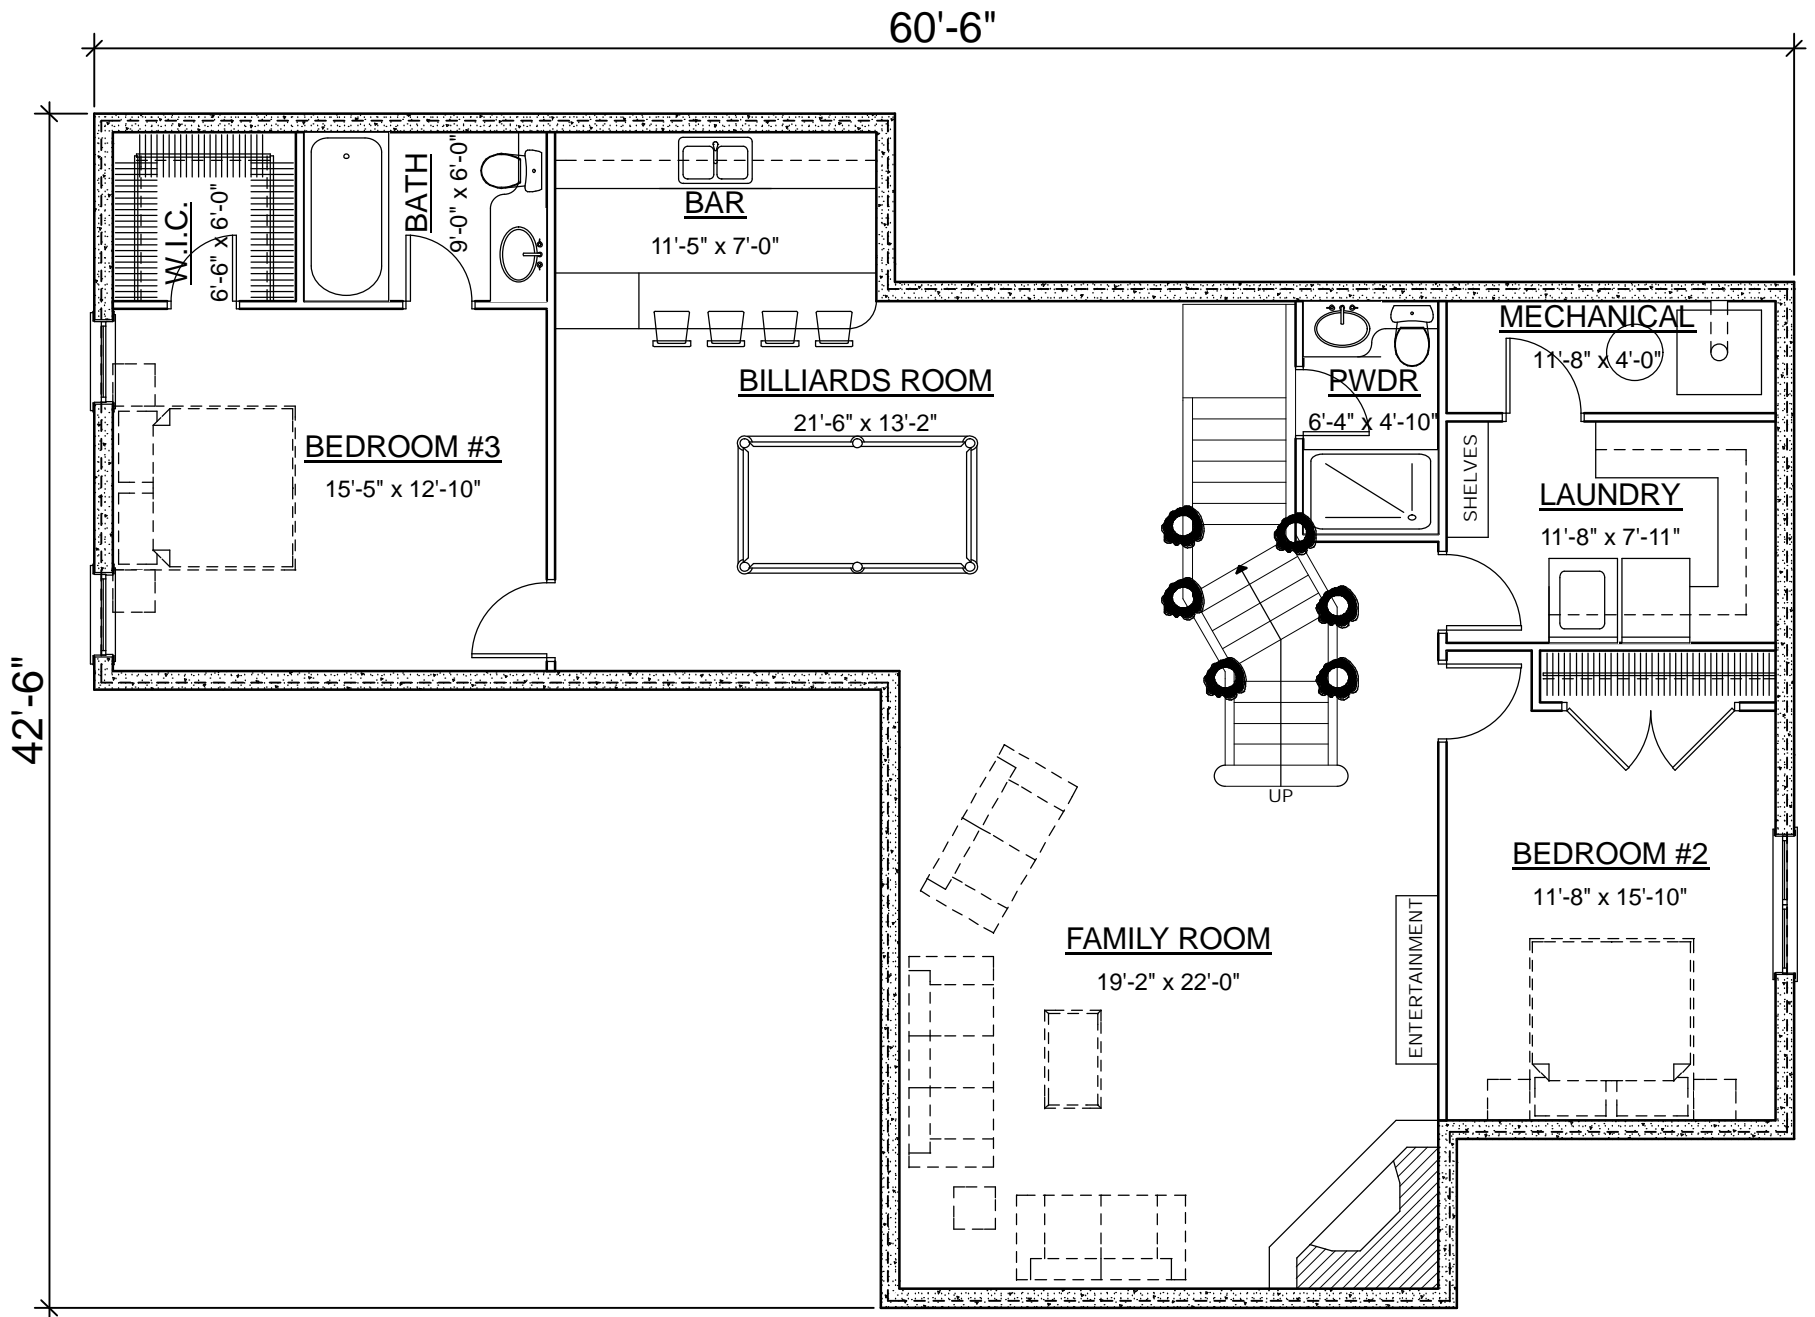 60'-6"
42'-6"
W.I.C.
6'-6" x 6'-0"
BATH
9'-0" x 6'-0"
BAR
11'-5" x 7'-0"
MECHANICAL
11'-8" x 4'-0"
BILLIARDS ROOM
21'-6" x 13'-2"
PWDR
6'-4" x 4'-10"
BEDROOM #3
15'-5" x 12'-10"
SHELVES
LAUNDRY
11'-8" x 7'-11"
UP
BEDROOM #2
11'-8" x 15'-10"
FAMILY ROOM
19'-2" x 22'-0"
ENTERTAINMENT